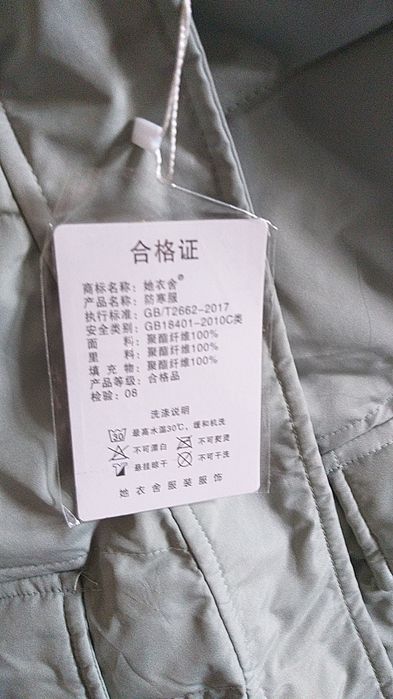 合格证
商标名称：她衣舍®
产品名称：防寒服
执行标准：GB/T2662-2017
安全类别：GB18401-2010C类
面 料：聚酯纤维100%
里 料：聚酯纤维100%
填 充 物：聚酯纤维100%
产品等级：合格品
检验：08
洗涤说明
最高水温30℃，缓和机洗
不可漂白 不可熨烫
悬挂晾干 不可干洗
她衣舍服装服饰